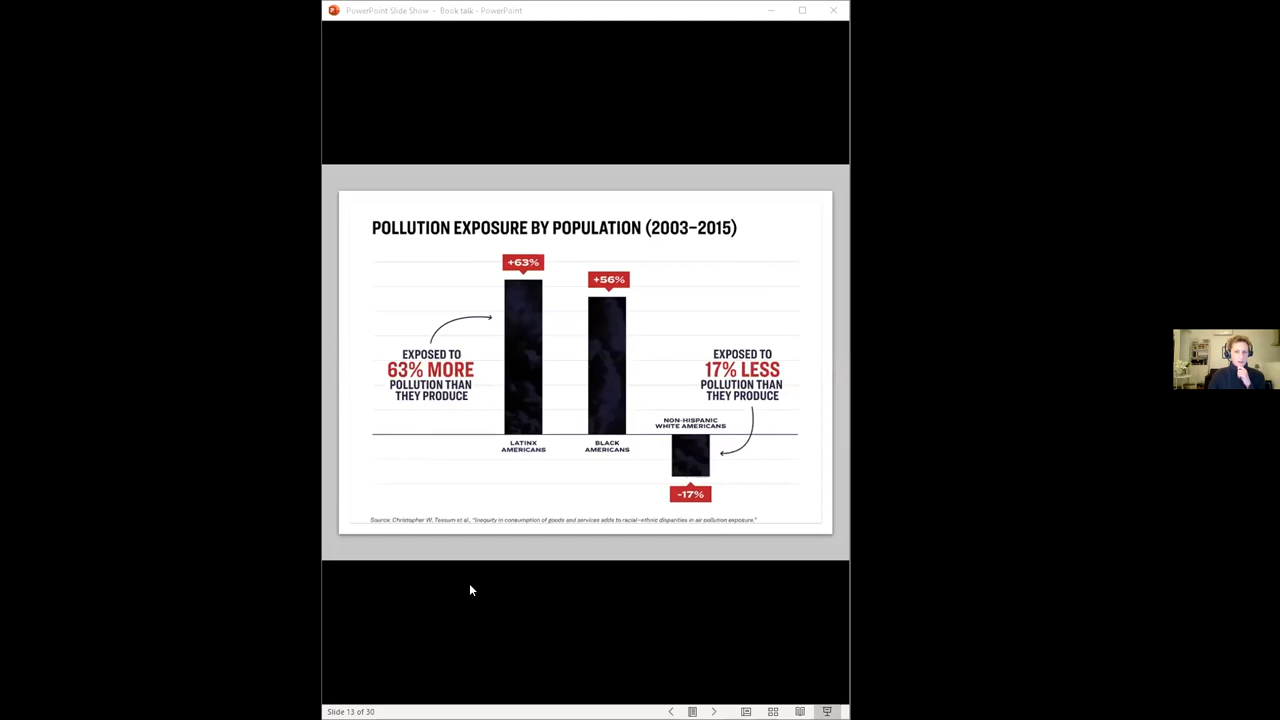 PowerPoint Slide Show - Book talk - PowerPoint
POLLUTION EXPOSURE BY POPULATION (2003-2015)
+63%
+56%
EXPOSED TO
63% MORE
POLLUTION THAN
THEY PRODUCE
EXPOSED TO
17% LESS
POLLUTION THAN
THEY PRODUCE
NON-HISPANIC
WHITE AMERICANS
LATINX
AMERICANS
BLACK
AMERICANS
-17%
Source: Christopher W. Tessum et al., "Inequity in consumption of goods and services adds to racial-ethnic disparities in air pollution exposure."
Slide 13 of 30